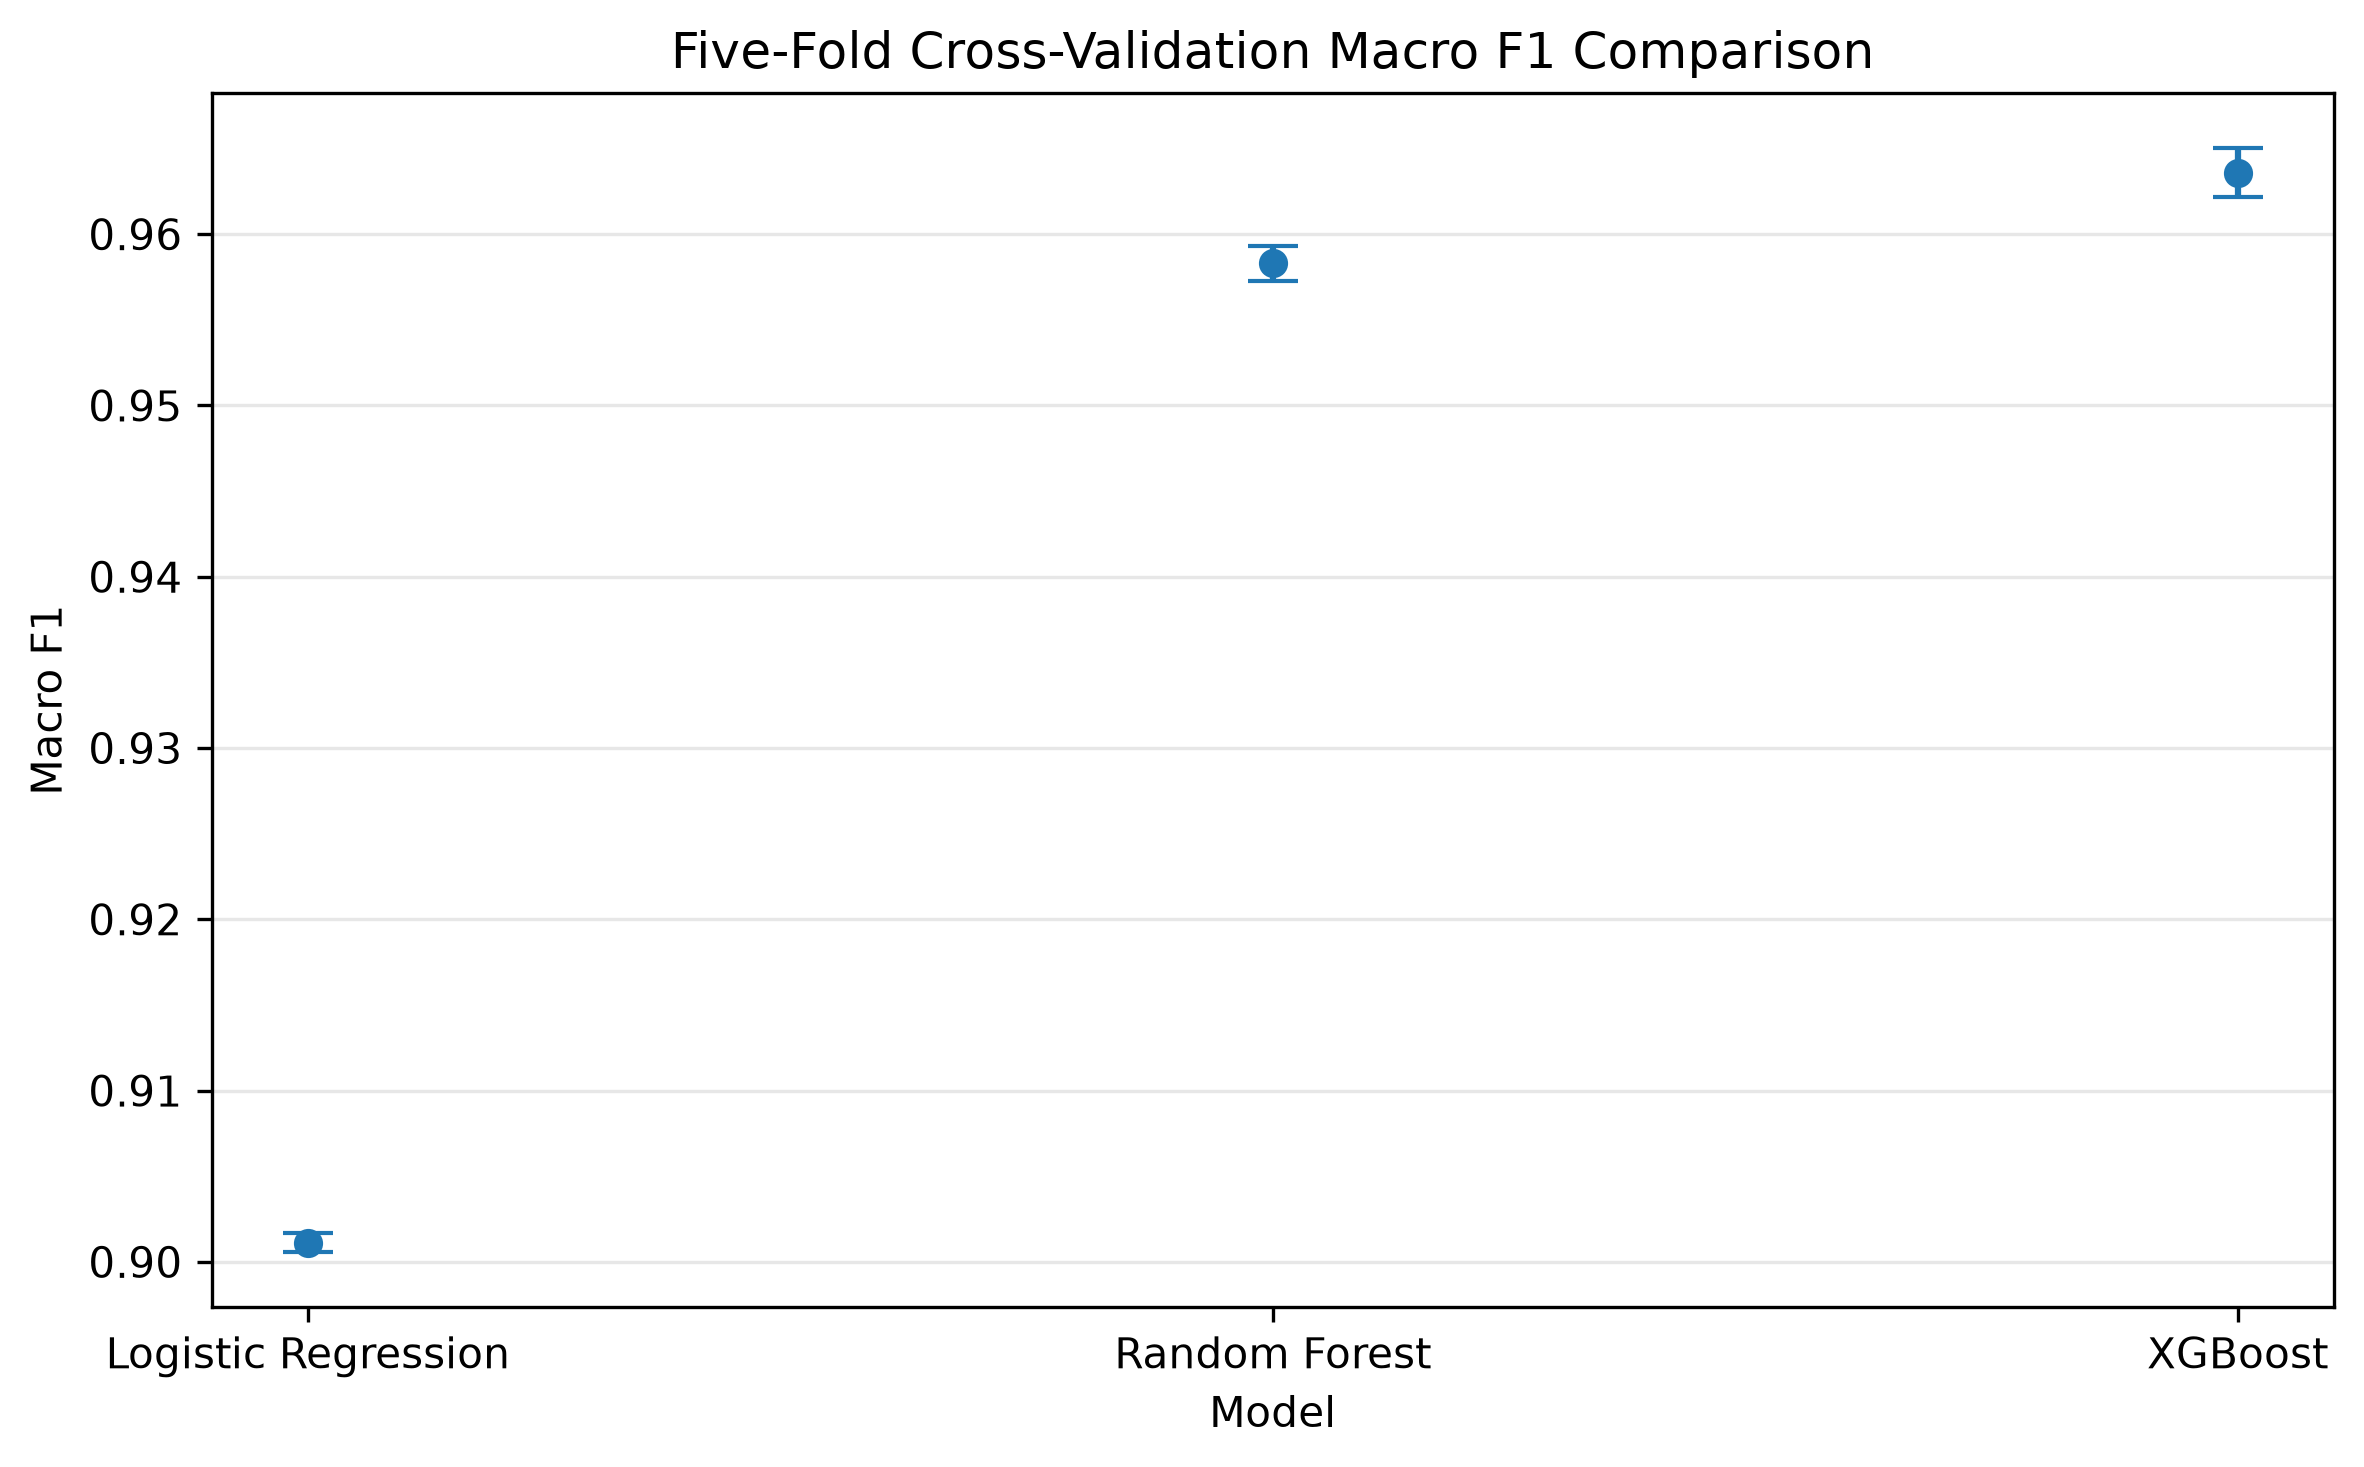 Five-Fold Cross-Validation Macro F1 Comparison
Macro F1
0.96
0.95
0.94
0.93
0.92
0.91
0.90
Logistic Regression
Random Forest
XGBoost
Model